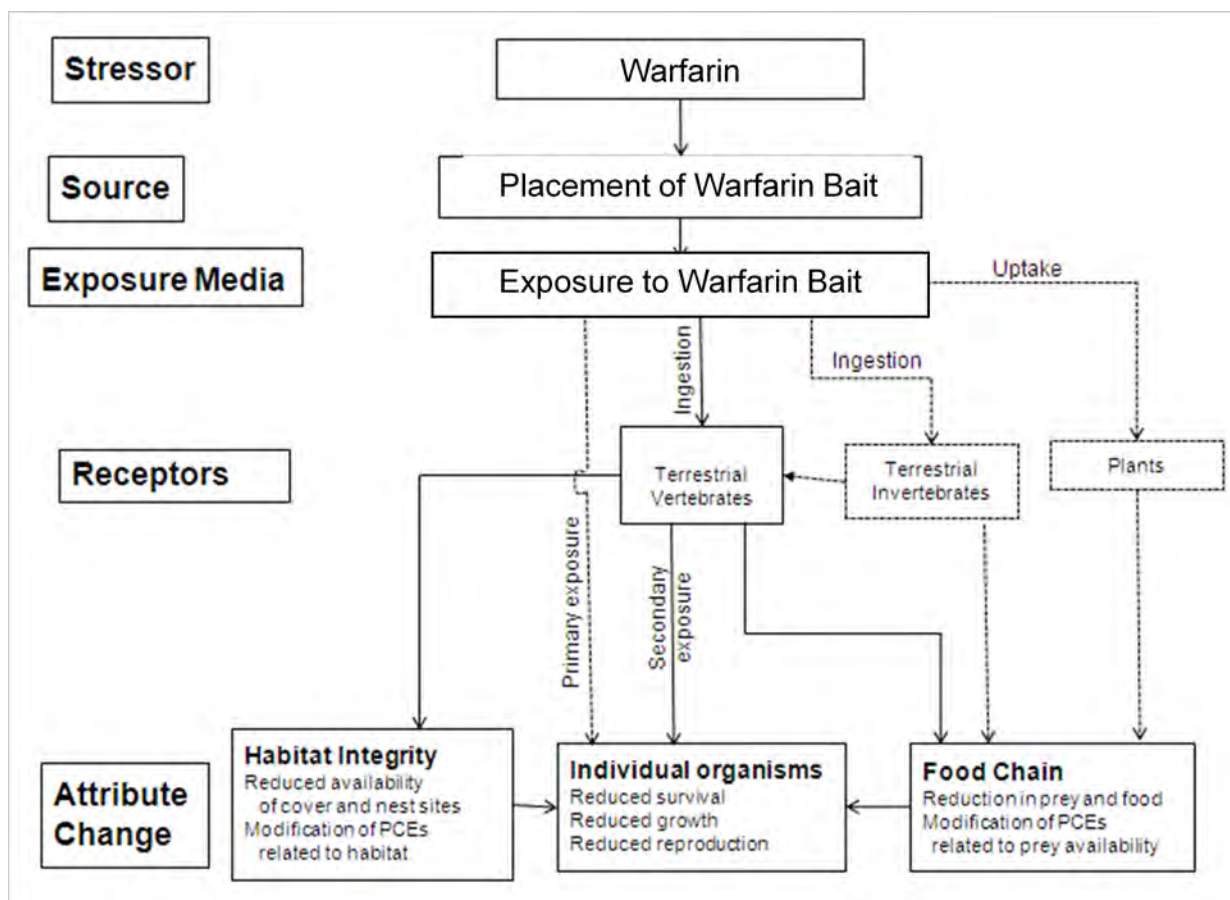 Stressor
Warfarin
Source
Placement of Warfarin Bait
Exposure Media
Exposure to Warfarin Bait
Uptake
Ingestion
Ingestion
Receptors
Terrestrial
Vertebrates
Terrestrial
Invertebrates
Plants
Primary exposure
Secondary
exposure
Attribute
Change
Habitat Integrity
Reduced availability
of cover and nest sites
Modification of PCEs
related to habitat
Individual organisms
Reduced survival
Reduced growth
Reduced reproduction
Food Chain
Reduction in prey and food
Modification of PCEs
related to prey availability